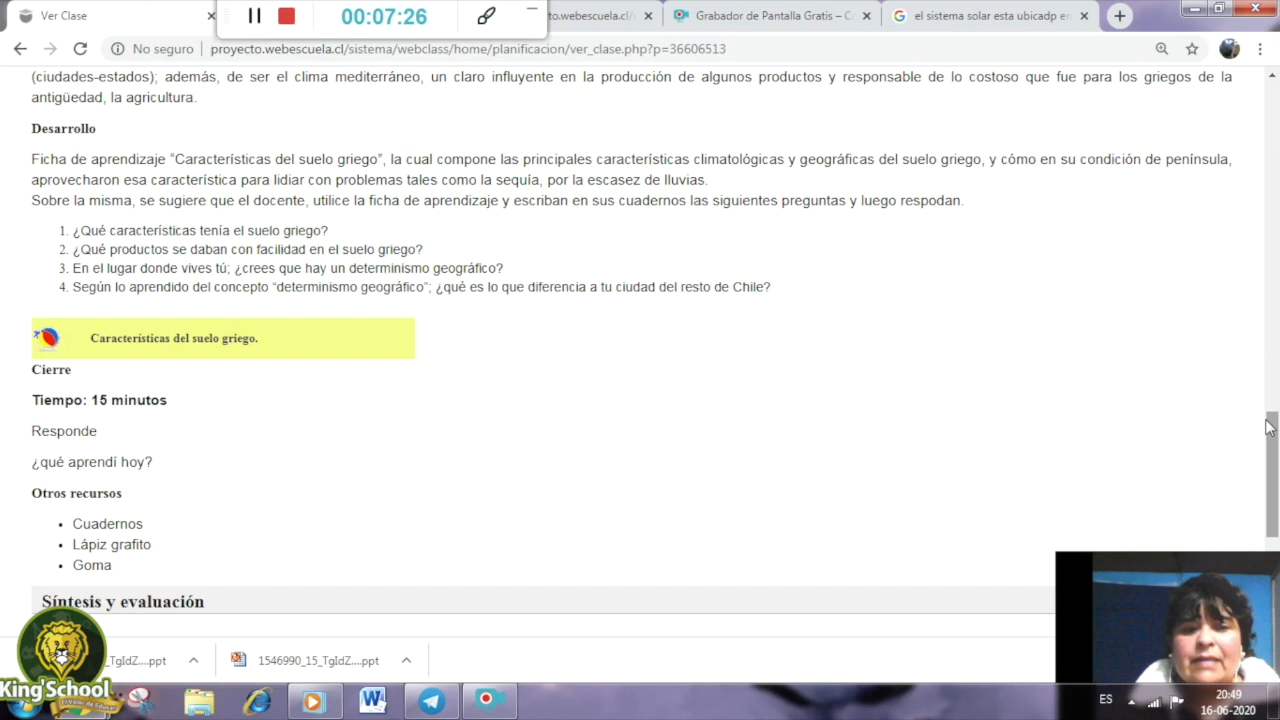 Ver Clase
00:07:26
to.webescuela.cl/
Grabador de Pantalla Gratis – C
el sistema solar esta ubicadp en
No seguro
proyecto.webescuela.cl/sistema/webclass/home/planificacion/ver_clase.php?p=36606513
(ciudades-estados); además, de ser el clima mediterráneo, un claro influyente en la producción de algunos productos y responsable de lo costoso que fue para los griegos de la
antigüedad, la agricultura.
Desarrollo
Ficha de aprendizaje “Características del suelo griego”, la cual compone las principales características climatológicas y geográficas del suelo griego, y cómo en su condición de península,
aprovecharon esa característica para lidiar con problemas tales como la sequía, por la escasez de lluvias.
Sobre la misma, se sugiere que el docente, utilice la ficha de aprendizaje y escriban en sus cuadernos las siguientes preguntas y luego respodan.
1. ¿Qué características tenía el suelo griego?
2. ¿Qué productos se daban con facilidad en el suelo griego?
3. En el lugar donde vives tú; ¿crees que hay un determinismo geográfico?
4. Según lo aprendido del concepto “determinismo geográfico”; ¿qué es lo que diferencia a tu ciudad del resto de Chile?
Características del suelo griego.
Cierre
Tiempo: 15 minutos
Responde
¿qué aprendí hoy?
Otros recursos
• Cuadernos
• Lápiz grafito
• Goma
Síntesis y evaluación
_TgIdZ....ppt
1546990_15_TgIdZ....ppt
King'School
El Valor de Educar
ES
20:49
16-06-2020